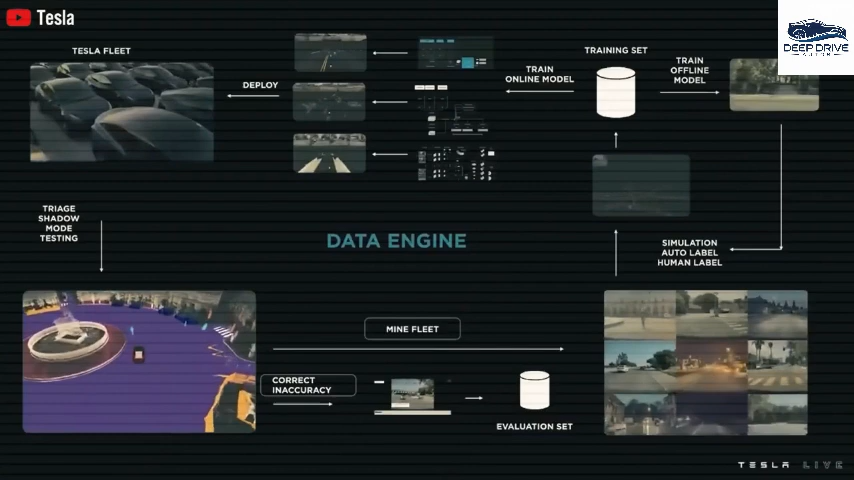 Tesla
DEEP DRIVE
AUTOR
TESLA FLEET
DEPLOY
TRAIN
ONLINE MODEL
TRAINING SET
TRAIN
OFFLINE
MODEL
TRIAGE
SHADOW
MODE
TESTING
DATA ENGINE
SIMULATION
AUTO LABEL
HUMAN LABEL
MINE FLEET
CORRECT
INACCURACY
EVALUATION SET
TESLA LIVE